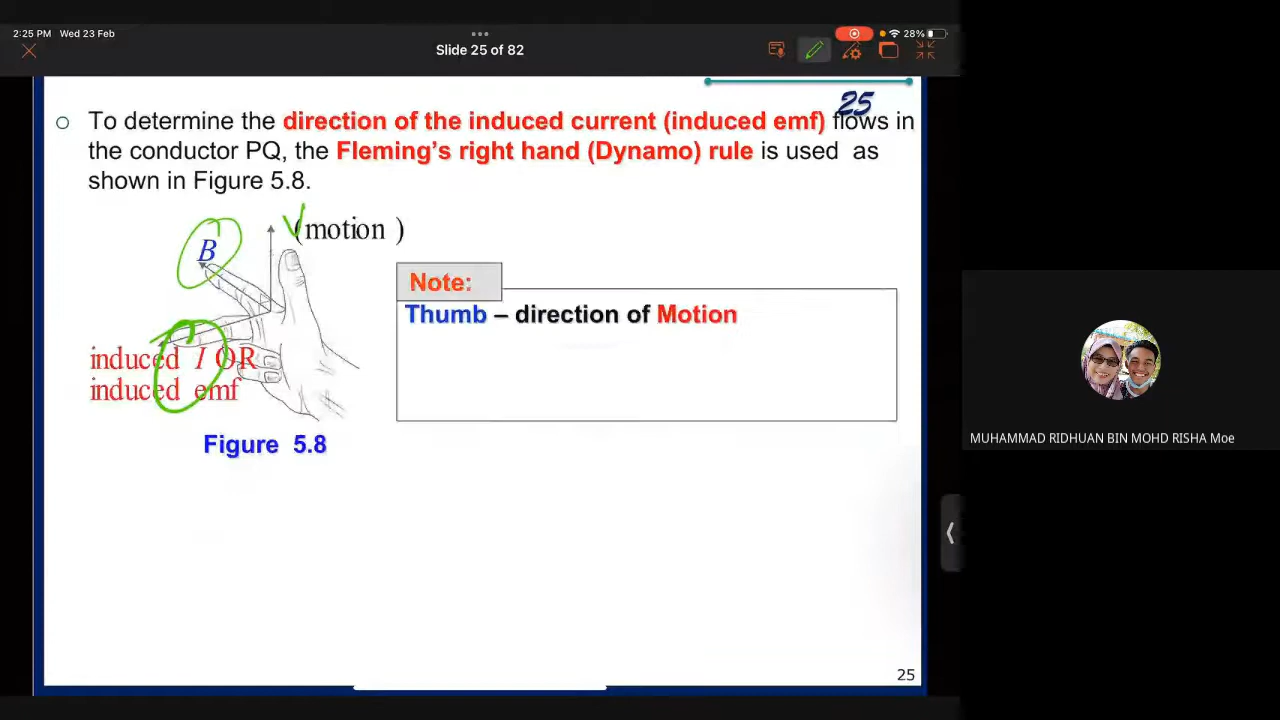 2:25 PM Wed 23 Feb
28%
Slide 25 of 82
25
To determine the direction of the induced current (induced emf) flows in
the conductor PQ, the Fleming's right hand (Dynamo) rule is used as
shown in Figure 5.8.
V
(motion )
B
Note:
Thumb – direction of Motion
induced I OR
induced emf
Figure 5.8
MUHAMMAD RIDHUAN BIN MOHD RISHA Moe
25